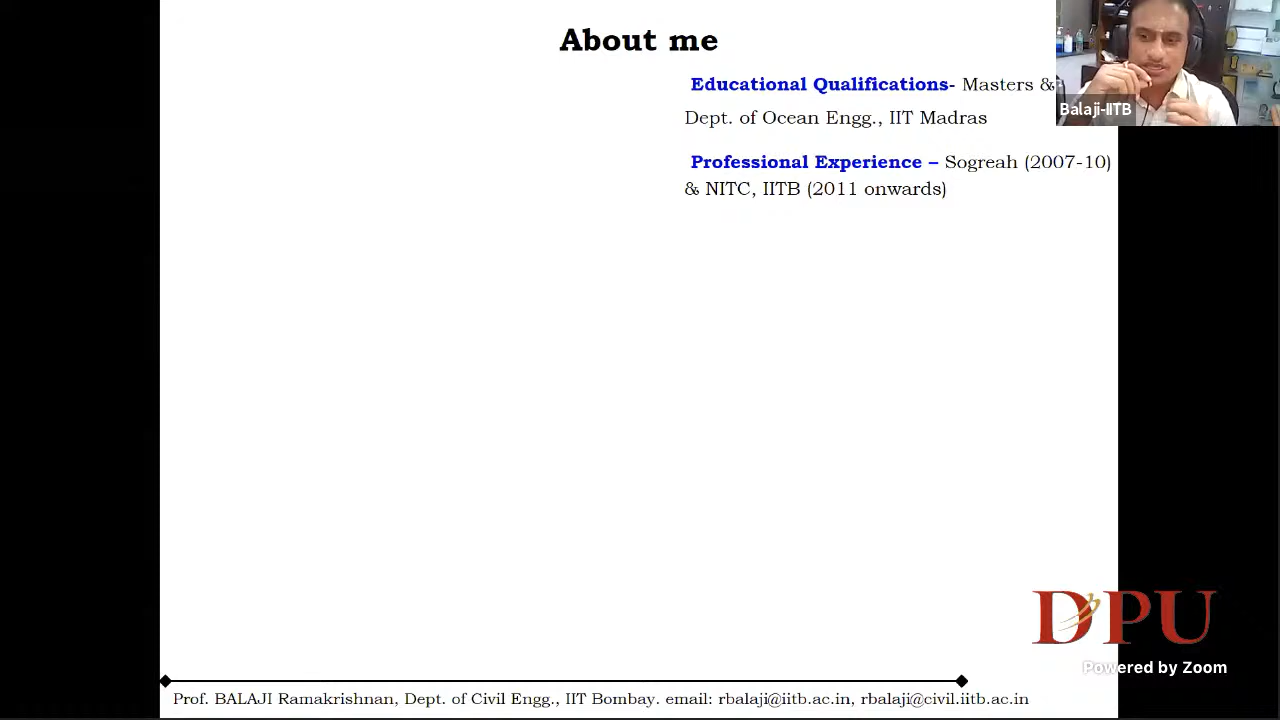 About me
Educational Qualifications- Masters &
Dept. of Ocean Engg., IIT Madras
Professional Experience – Sogreah (2007-10)
& NITC, IITB (2011 onwards)
Balaji-IITB
DPU
Powered by Zoom
Prof. BALAJI Ramakrishnan, Dept. of Civil Engg., IIT Bombay. email: rbalaji@iitb.ac.in, rbalaji@civil.iitb.ac.in